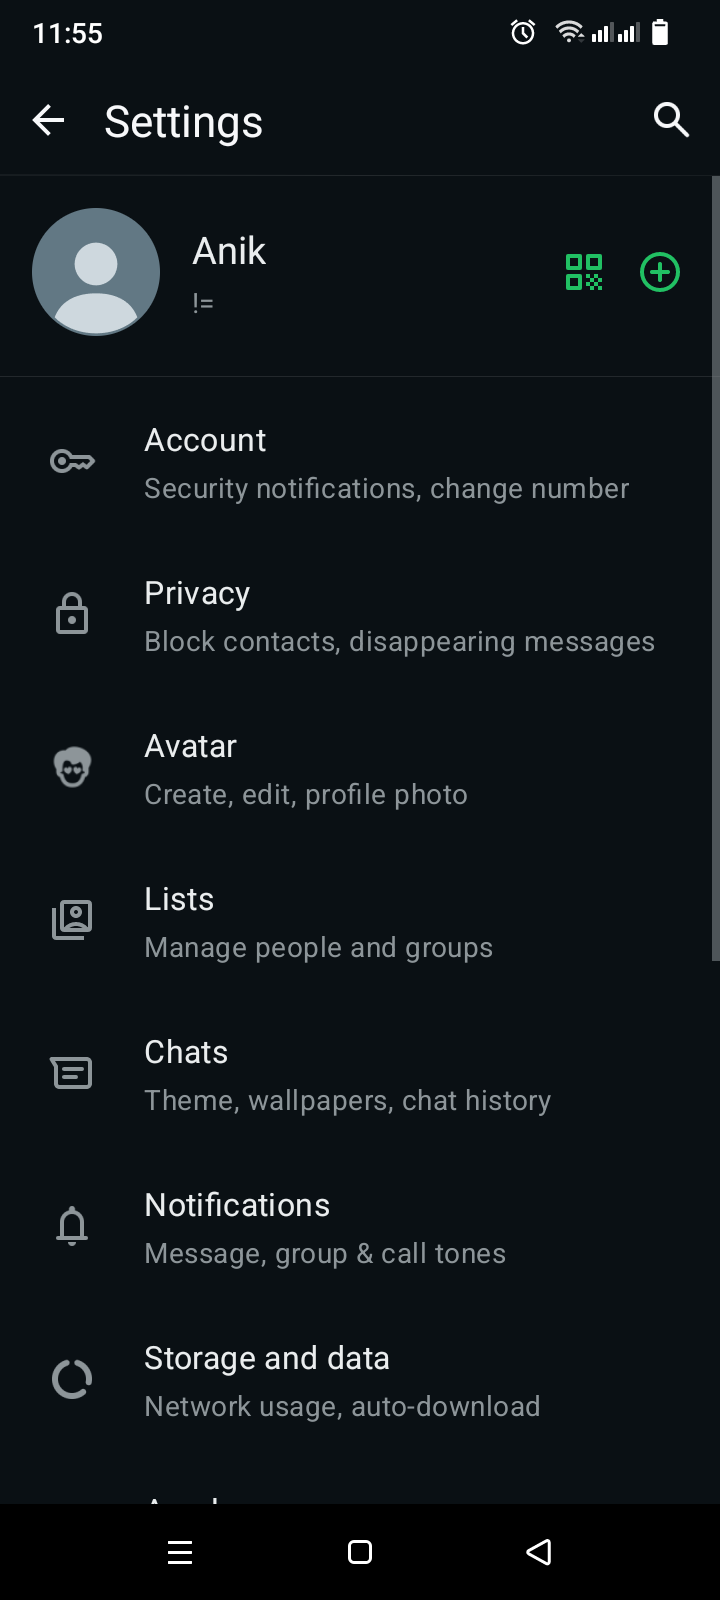 11:55
Settings
Anik
!=
Account
Security notifications, change number
Privacy
Block contacts, disappearing messages
Avatar
Create, edit, profile photo
Lists
Manage people and groups
Chats
Theme, wallpapers, chat history
Notifications
Message, group & call tones
Storage and data
Network usage, auto-download